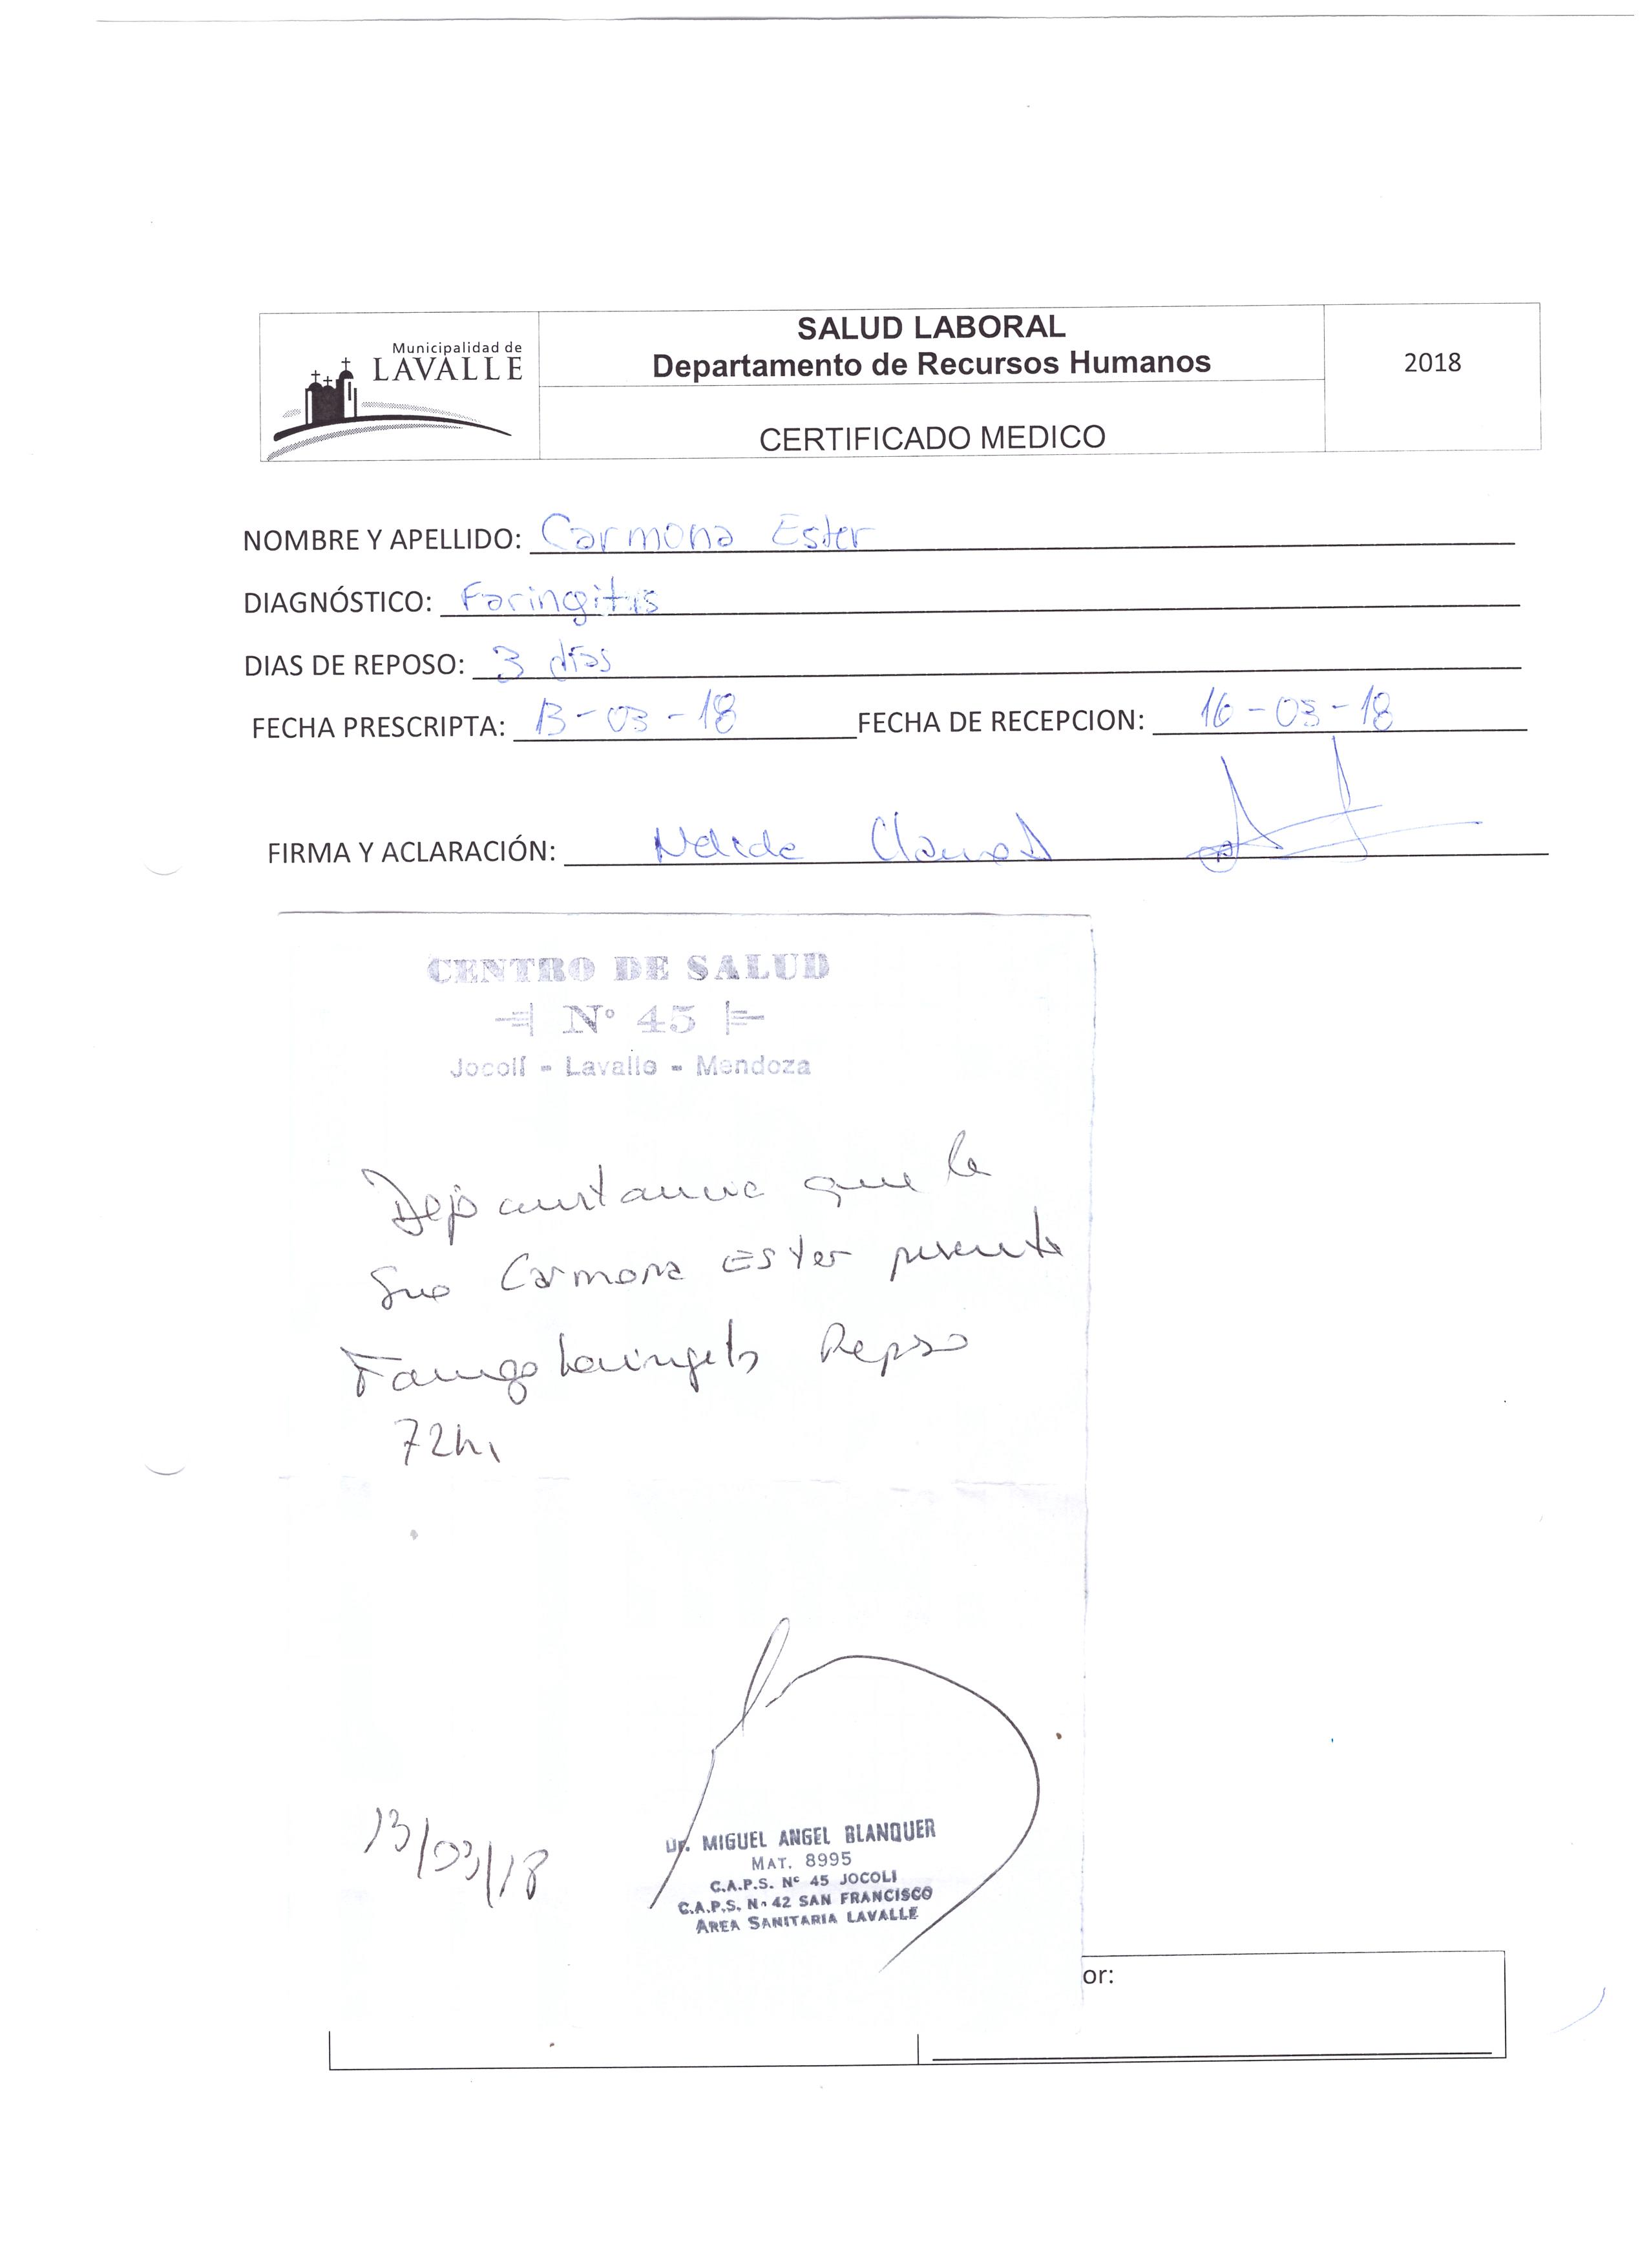 Municipalidad de
LAVALLE
SALUD LABORAL
Departamento de Recursos Humanos
CERTIFICADO MEDICO
2018
NOMBRE Y APELLIDO: Carmona Ester
DIAGNÓSTICO: Faringitis
DIAS DE REPOSO: 3 días
FECHA PRESCRIPTA: 13-03-18 FECHA DE RECEPCION: 16-03-18
FIRMA Y ACLARACIÓN: Nelida
CENTRO DE SALUD
Nº 45
Jocolí - Lavalle - Mendoza
Dejo constancia que la
Sra Carmona Ester presenta
Reposo
72hs
13/03/18
Dr. MIGUEL ANGEL BLANQUER
MAT. 8995
C.A.P.S. Nº 45 JOCOLI
C.A.P.S. Nº 42 SAN FRANCISCO
AREA SANITARIA LAVALLE
or: